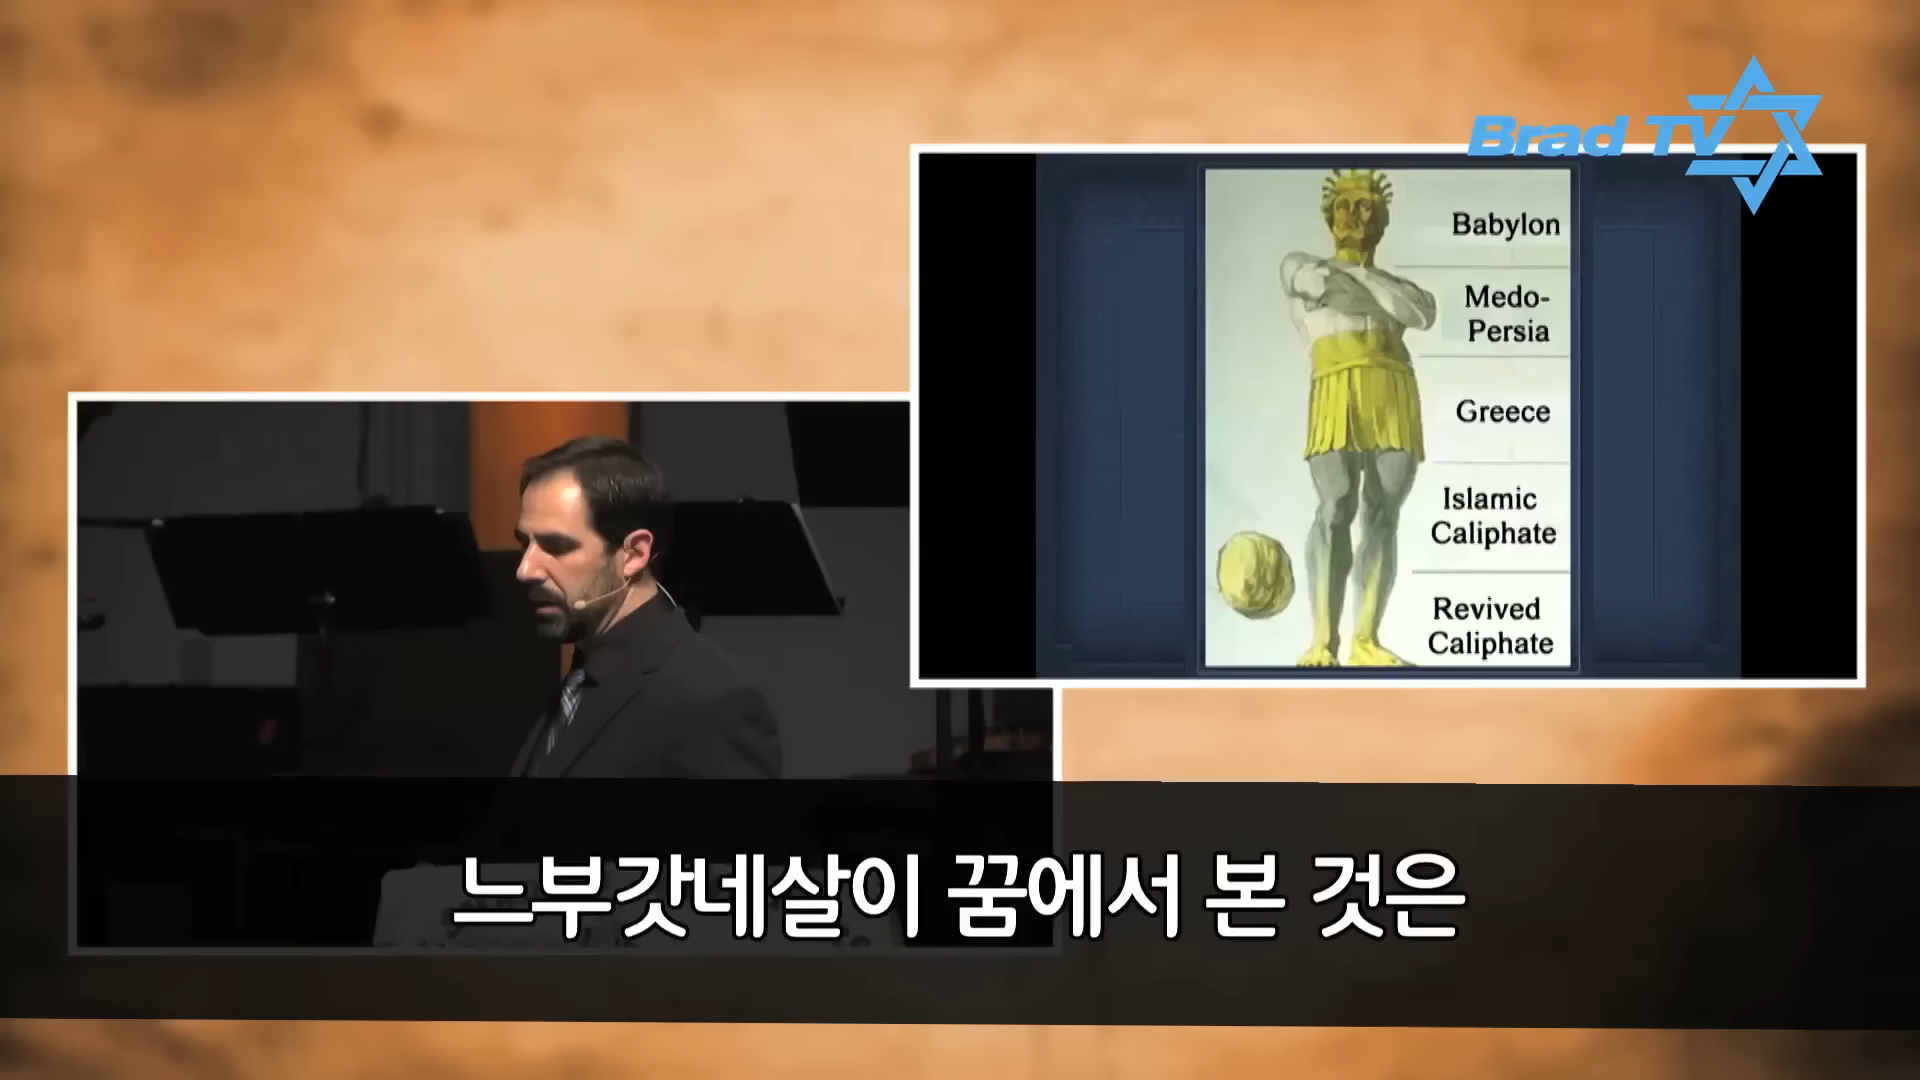 Brad TV
Babylon
Medo-
Persia
Greece
Islamic
Caliphate
Revived
Caliphate
느부갓네살이 꿈에서 본 것은